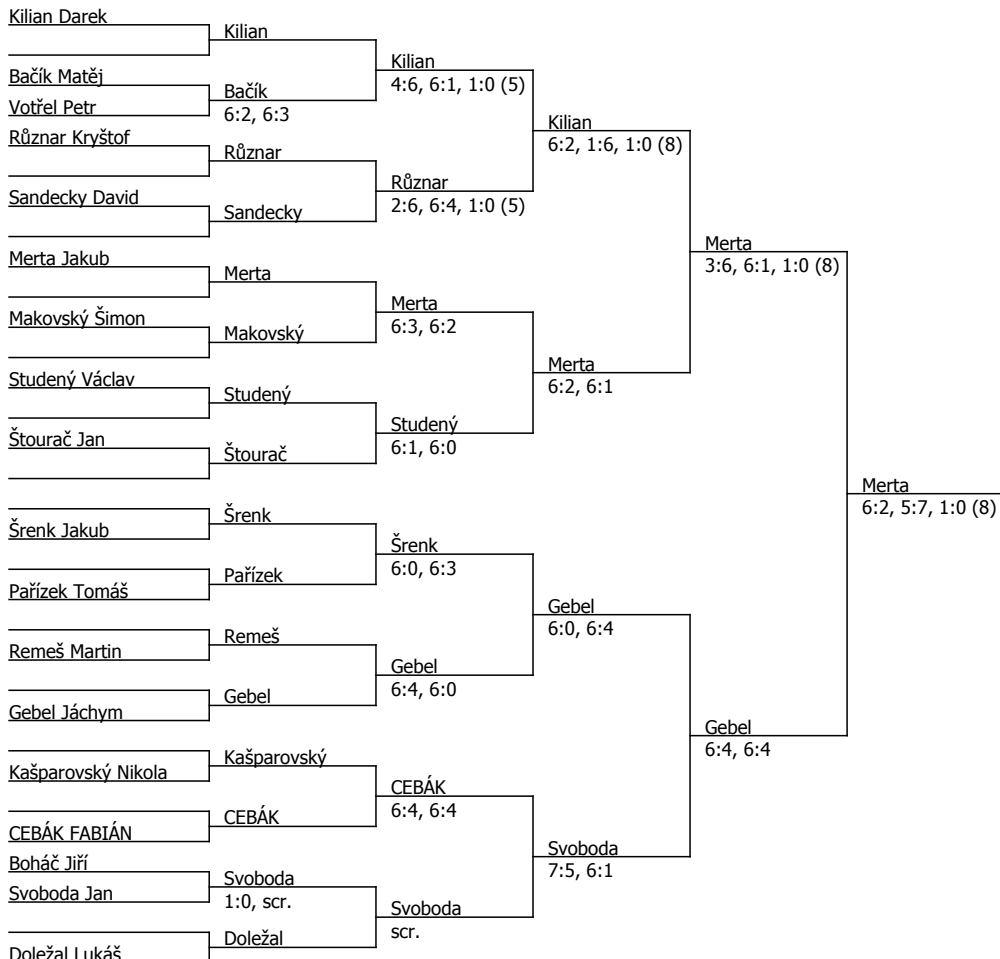 Kilian Darek
Bačík Matěj
Votřel Petr
Různar Kryštof
Sandecky David
Merta Jakub
Makovský Šimon
Studený Václav
Štourač Jan
Šrenk Jakub
Pařízek Tomáš
Remeš Martin
Gebel Jáchym
Kašparovský Nikola
CEBÁK FABIÁN
Boháč Jiří
Svoboda Jan
Doležal Lukáš
Kilian
Bačík
6:2, 6:3
Různar
Sandecky
Merta
Makovský
Studený
Štourač
Šrenk
Pařízek
Remeš
Gebel
Kašparovský
CEBÁK
Svoboda
1:0, scr.
Doležal
Kilian
4:6, 6:1, 1:0 (5)
Různar
2:6, 6:4, 1:0 (5)
Merta
6:3, 6:2
Studený
6:1, 6:0
Šrenk
6:0, 6:3
Gebel
6:4, 6:0
CEBÁK
6:4, 6:4
Svoboda
scr.
Kilian
6:2, 1:6, 1:0 (8)
Merta
6:2, 6:1
Gebel
6:0, 6:4
Svoboda
7:5, 6:1
Merta
3:6, 6:1, 1:0 (8)
Gebel
6:4, 6:4
Merta
6:2, 5:7, 1:0 (8)